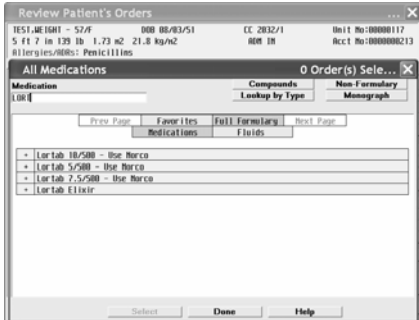 Review Patient's Orders
TEST,WEIGHT - 57/F DOB 08/03/51 CC 2032/1 Unit No:00000117
5 ft 7 in 139 lb 1.73 m2 21.8 kg/m2 ADM IN Acct No:00000000213
Allergies/ADRs: Penicillins
All Medications 0 Order(s) Sele... X
Medication Compounds Non-Formulary
LORT Lookup by Type Monograph
Prev Page Favorites Full Formulary Next Page
Medications Fluids
+ Lortab 10/500 - Use Norco
+ Lortab 5/500 - Use Norco
+ Lortab 7.5/500 - Use Norco
+ Lortab Elixir
Select Done Help